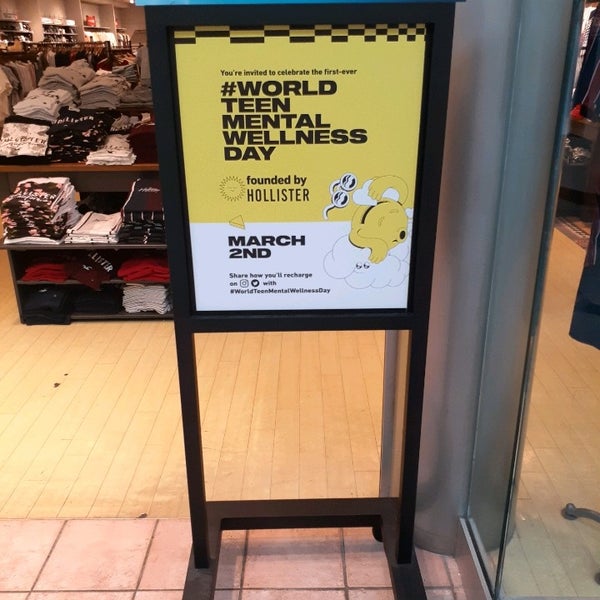 You're invited to celebrate the first-ever
#WORLD
TEEN
MENTAL
WELLNESS
DAY
founded by
HOLLISTER
MARCH
2ND
Share how you'll recharge
on with
#WorldTeenMentalWellnessDay